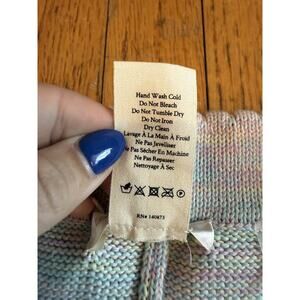 Hand Wash Cold
Do Not Bleach
Do Not Tumble Dry
Do Not Iron
Dry Clean
Lavage À La Main À Froid
Ne Pas Javelliser
Ne Pas Sécher En Machine
Ne Pas Repasser
Nettoyage À Sec
RN# 140873